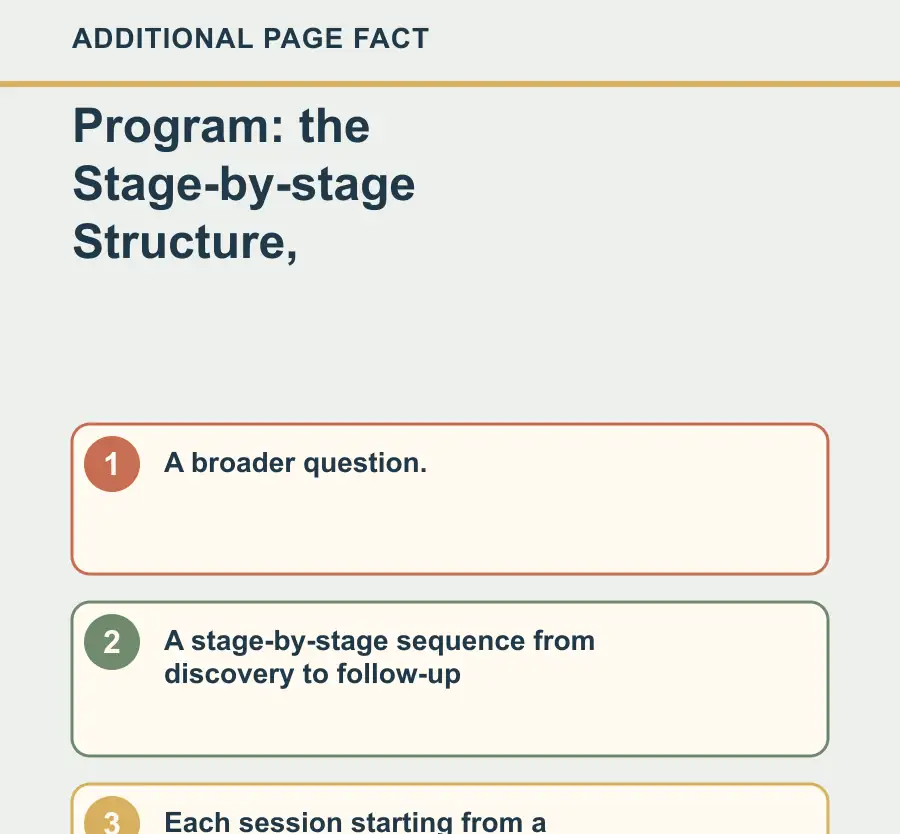 ADDITIONAL PAGE FACT
Program: the
Stage-by-stage
Structure,
1
A broader question.
2
A stage-by-stage sequence from
discovery to follow-up
3
Each session starting from a